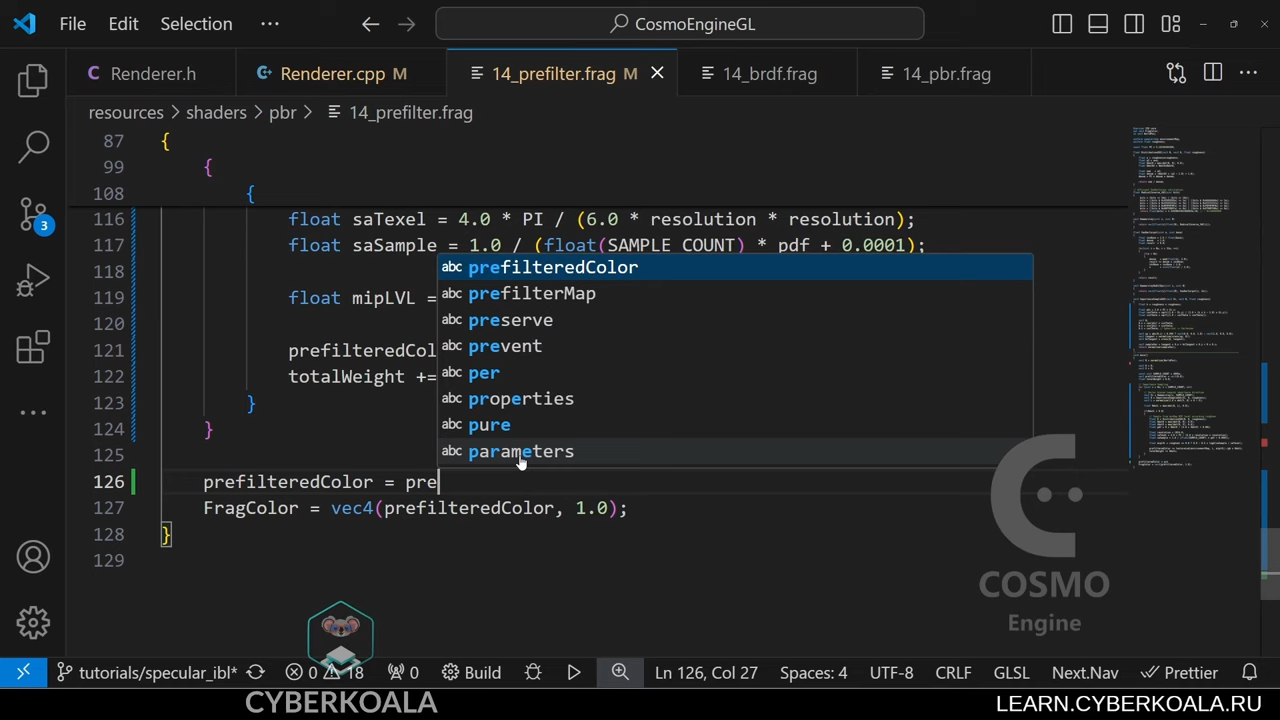 File Edit Selection ··· CosmoEngineGL
Renderer.h Renderer.cpp M 14_prefilter.frag M 14_brdf.frag 14_pbr.frag
resources > shaders > pbr > 14_prefilter.frag
87 {
99 {
108 {
116 float saTexel = 4.0 * PI / (6.0 * resolution * resolution);
117 float saSample = 1.0 / (float(SAMPLE_COUNT) * pdf + 0.0001);
118
119 float mipLVL =
120
121 prefilteredCol
122 totalWeight +=
123 }
124 }
125
126 prefilteredColor = pre
127 FragColor = vec4(prefilteredColor, 1.0);
128 }
129
abc prefilteredColor
abc prefilterMap
abc preserve
abc prevent
abc per
abc properties
abc pure
abc parameters
COSMO
Engine
3
tutorials/specular_ibl* 0 18 0 Build Ln 126, Col 27 Spaces: 4 UTF-8 CRLF GLSL Next.Nav Prettier
CYBERKOALA LEARN.CYBERKOALA.RU